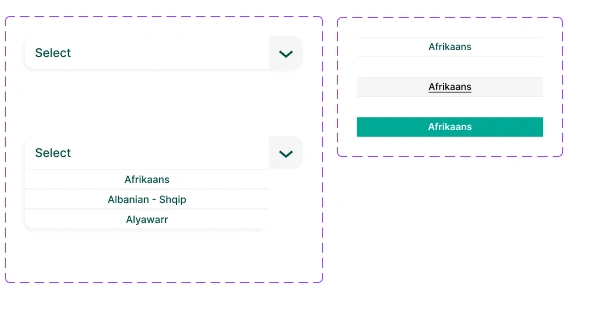 Select
Select
Afrikaans
Albanian - Shqip
Alyawarr
Afrikaans
Afrikaans
Afrikaans